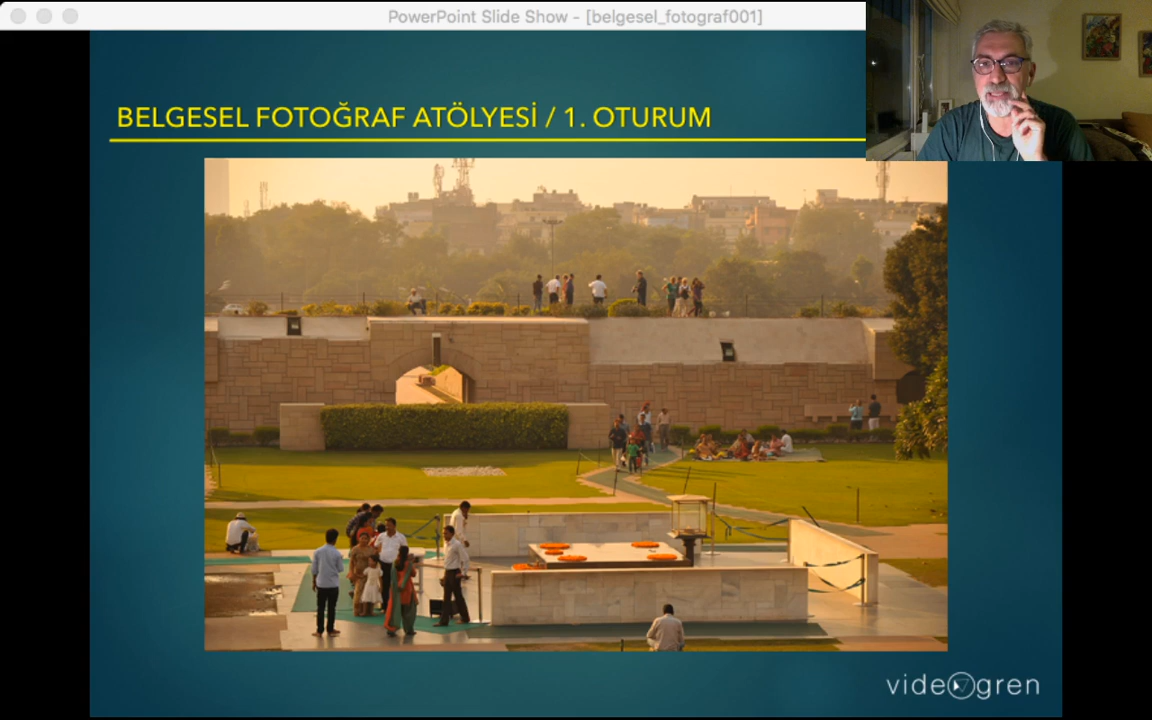 PowerPoint Slide Show - [belgesel_fotograf001]
BELGESEL FOTOĞRAF ATÖLYESİ / 1. OTURUM
videogren